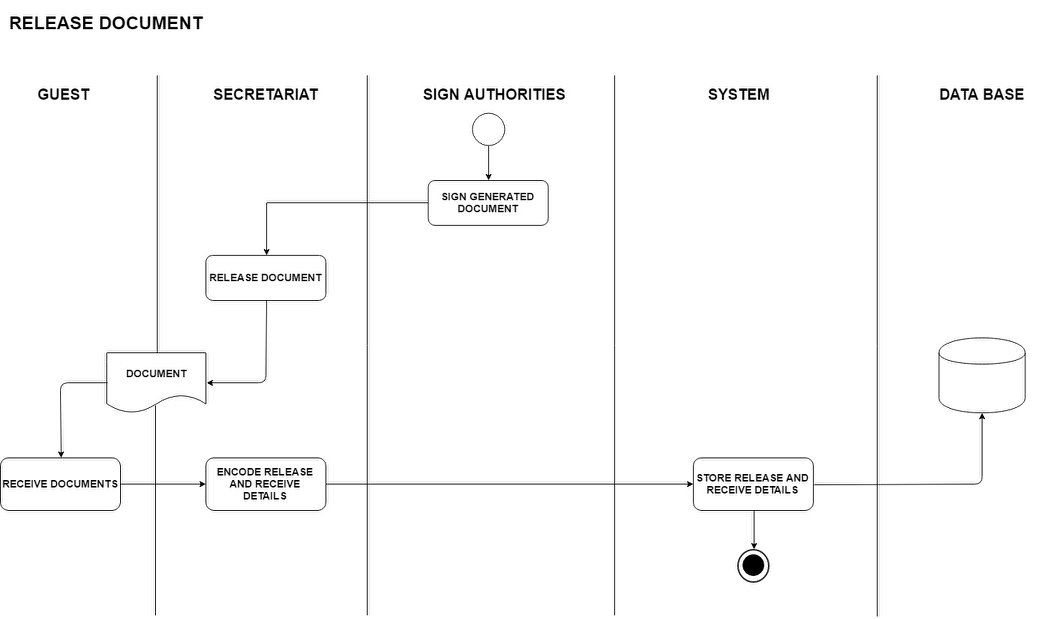 RELEASE DOCUMENT
GUEST
SECRETARIAT
SIGN AUTHORITIES
SYSTEM
DATA BASE
SIGN GENERATED
DOCUMENT
RELEASE DOCUMENT
DOCUMENT
RECEIVE DOCUMENTS
ENCODE RELEASE
AND RECEIVE
DETAILS
STORE RELEASE AND
RECEIVE DETAILS